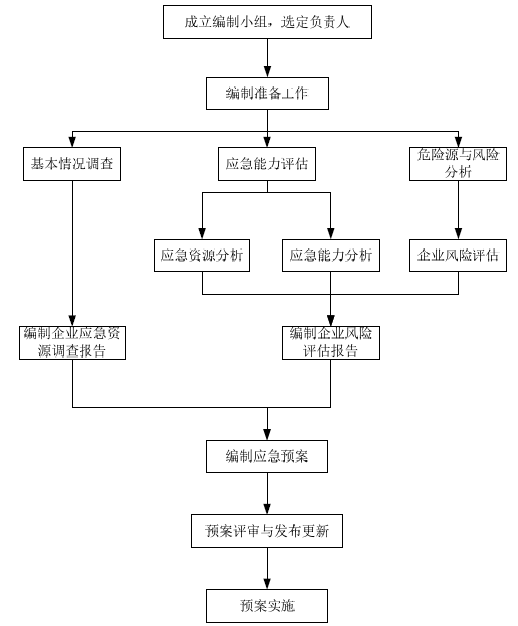 成立编制小组，选定负责人
编制准备工作
基本情况调查
应急能力评估
危险源与风险
分析
应急资源分析
应急能力分析
企业风险评估
编制企业应急资
源调查报告
编制企业风险
评估报告
编制应急预案
预案评审与发布更新
预案实施